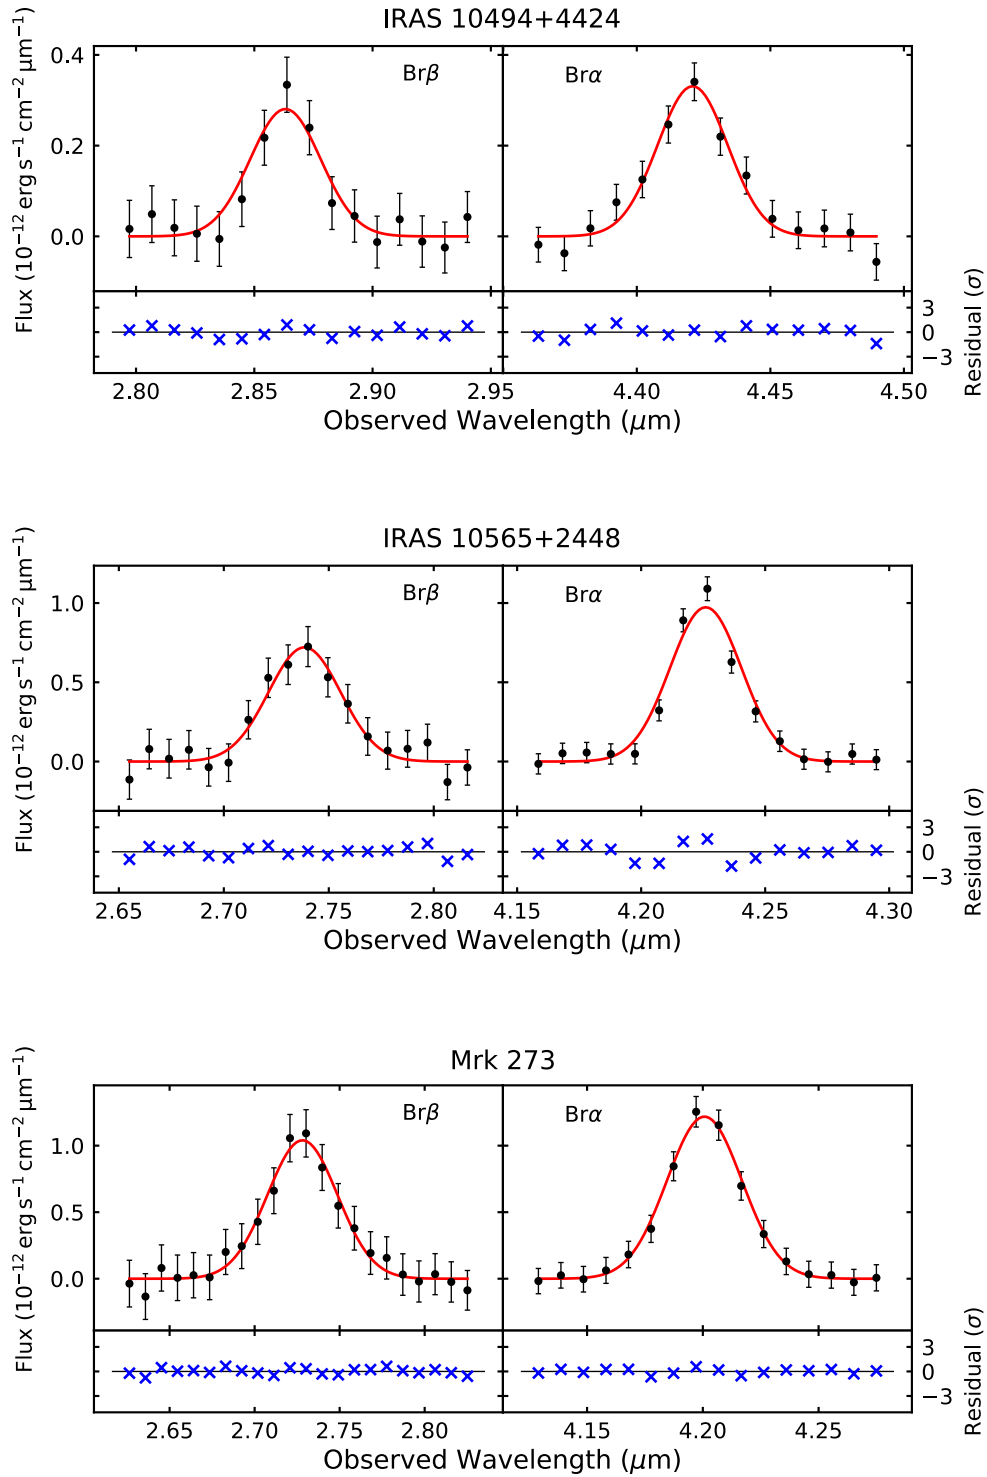 IRAS 10494+4424
Flux (10⁻¹² erg s⁻¹ cm⁻² μm⁻¹)
0.4
0.2
0.0
Brβ
Brα
3
0
−3
Residual (σ)
2.80 2.85 2.90 2.95 4.40 4.45 4.50
Observed Wavelength (μm)
IRAS 10565+2448
Flux (10⁻¹² erg s⁻¹ cm⁻² μm⁻¹)
1.0
0.5
0.0
Brβ
Brα
3
0
−3
Residual (σ)
2.65 2.70 2.75 2.80 4.15 4.20 4.25 4.30
Observed Wavelength (μm)
Mrk 273
Flux (10⁻¹² erg s⁻¹ cm⁻² μm⁻¹)
1.0
0.5
0.0
Brβ
Brα
3
0
−3
Residual (σ)
2.65 2.70 2.75 2.80 4.15 4.20 4.25
Observed Wavelength (μm)